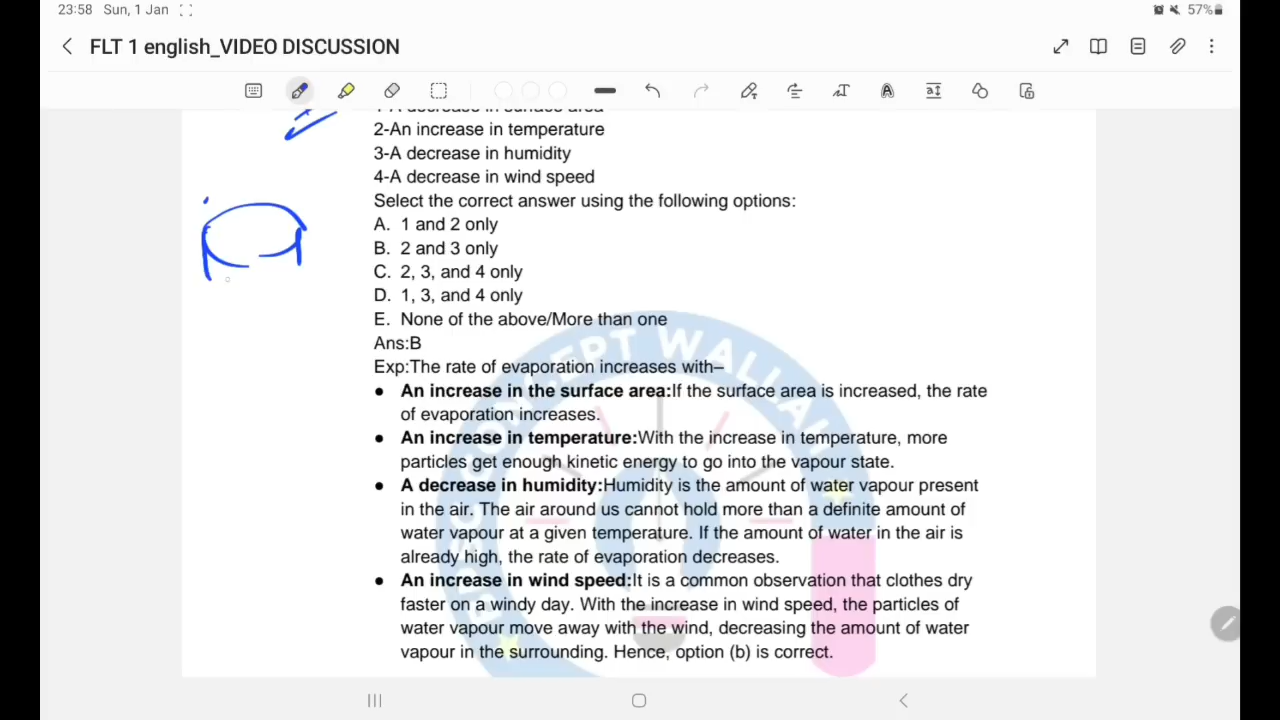 23:58 Sun, 1 Jan 57%
FLT 1 english_VIDEO DISCUSSION
1-A decrease in surface area
2-An increase in temperature
3-A decrease in humidity
4-A decrease in wind speed
Select the correct answer using the following options:
A. 1 and 2 only
B. 2 and 3 only
C. 2, 3, and 4 only
D. 1, 3, and 4 only
E. None of the above/More than one
Ans:B
Exp:The rate of evaporation increases with–
● An increase in the surface area:If the surface area is increased, the rate
of evaporation increases.
● An increase in temperature:With the increase in temperature, more
particles get enough kinetic energy to go into the vapour state.
● A decrease in humidity:Humidity is the amount of water vapour present
in the air. The air around us cannot hold more than a definite amount of
water vapour at a given temperature. If the amount of water in the air is
already high, the rate of evaporation decreases.
● An increase in wind speed:It is a common observation that clothes dry
faster on a windy day. With the increase in wind speed, the particles of
water vapour move away with the wind, decreasing the amount of water
vapour in the surrounding. Hence, option (b) is correct.
CONCEPT WALLAH